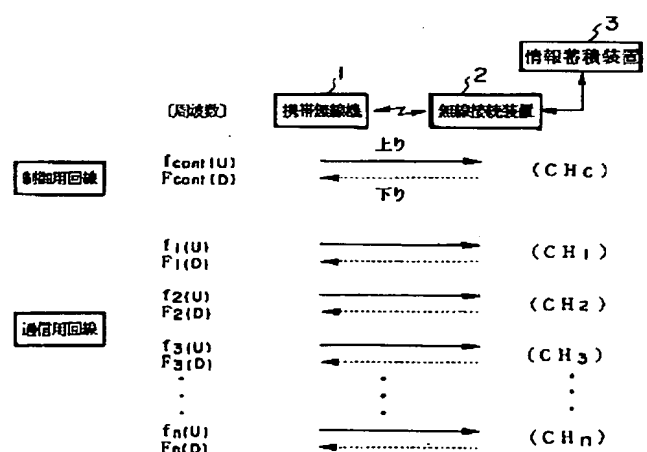 3
情報蓄積装置
1
2
〔周波数〕
携帯無線機
無線接続装置
上り
fcont(U)
Fcont(D)
(CHC)
制御用回線
下り
f1(U)
F1(D)
(CH1)
f2(U)
F2(D)
(CH2)
通信用回線
f3(U)
F3(D)
(CH3)
fn(U)
Fn(D)
(CHn)